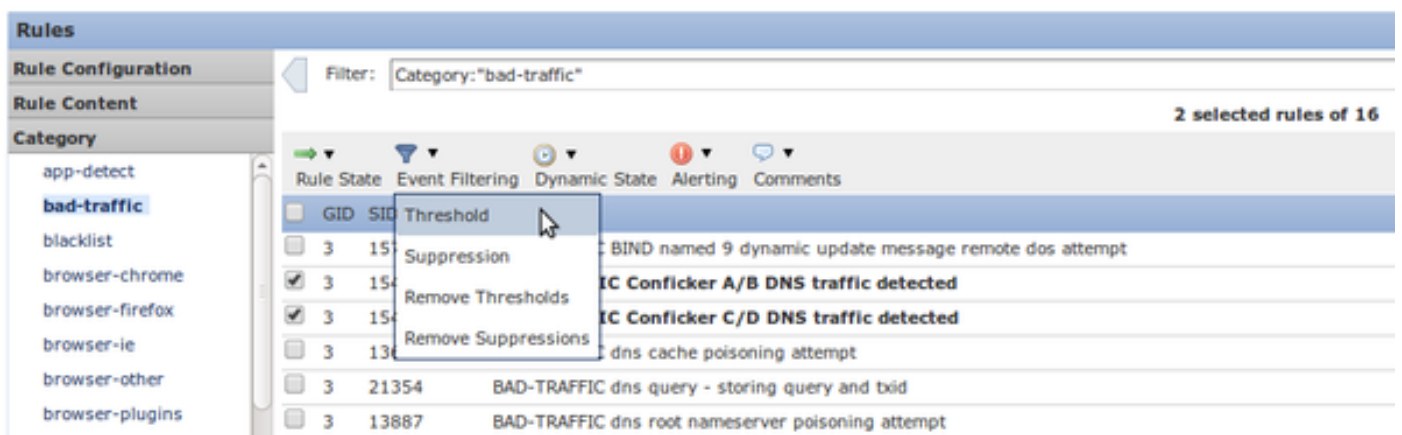 Rules
Rule Configuration
Rule Content
Category
app-detect
bad-traffic
blacklist
browser-chrome
browser-firefox
browser-ie
browser-other
browser-plugins
Filter: Category:"bad-traffic"
2 selected rules of 16
Rule State Event Filtering Dynamic State Alerting Comments
GID SID
Threshold
Suppression
Remove Thresholds
Remove Suppressions
3 15 BIND named 9 dynamic update message remote dos attempt
3 154 IC Conficker A/B DNS traffic detected
3 154 IC Conficker C/D DNS traffic detected
3 13 dns cache poisoning attempt
3 21354 BAD-TRAFFIC dns query - storing query and txid
3 13887 BAD-TRAFFIC dns root nameserver poisoning attempt